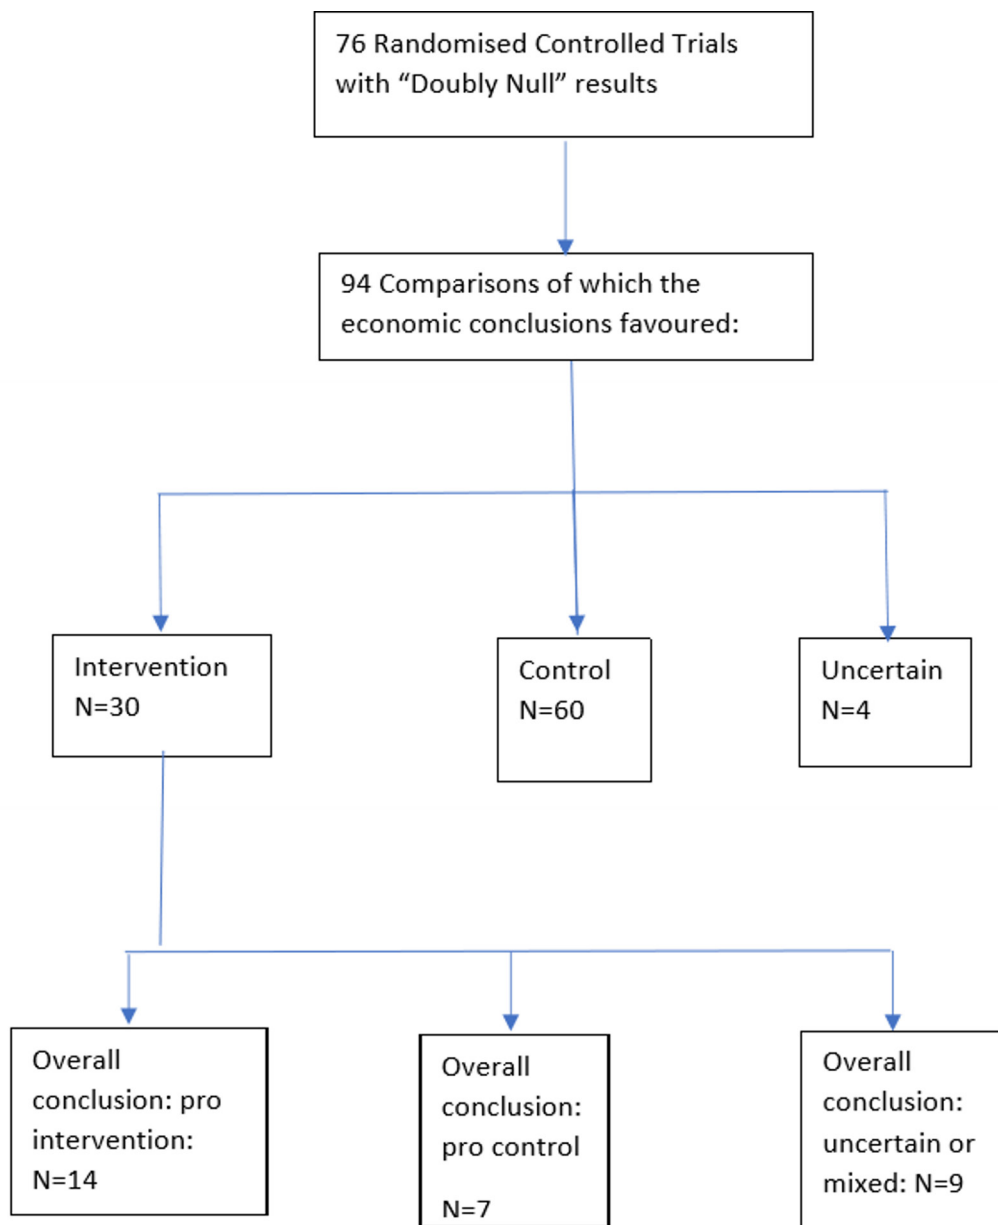 76 Randomised Controlled Trials
with “Doubly Null” results
94 Comparisons of which the
economic conclusions favoured:
Intervention
N=30
Control
N=60
Uncertain
N=4
Overall
conclusion: pro
intervention:
N=14
Overall
conclusion:
pro control
N=7
Overall
conclusion:
uncertain or
mixed: N=9